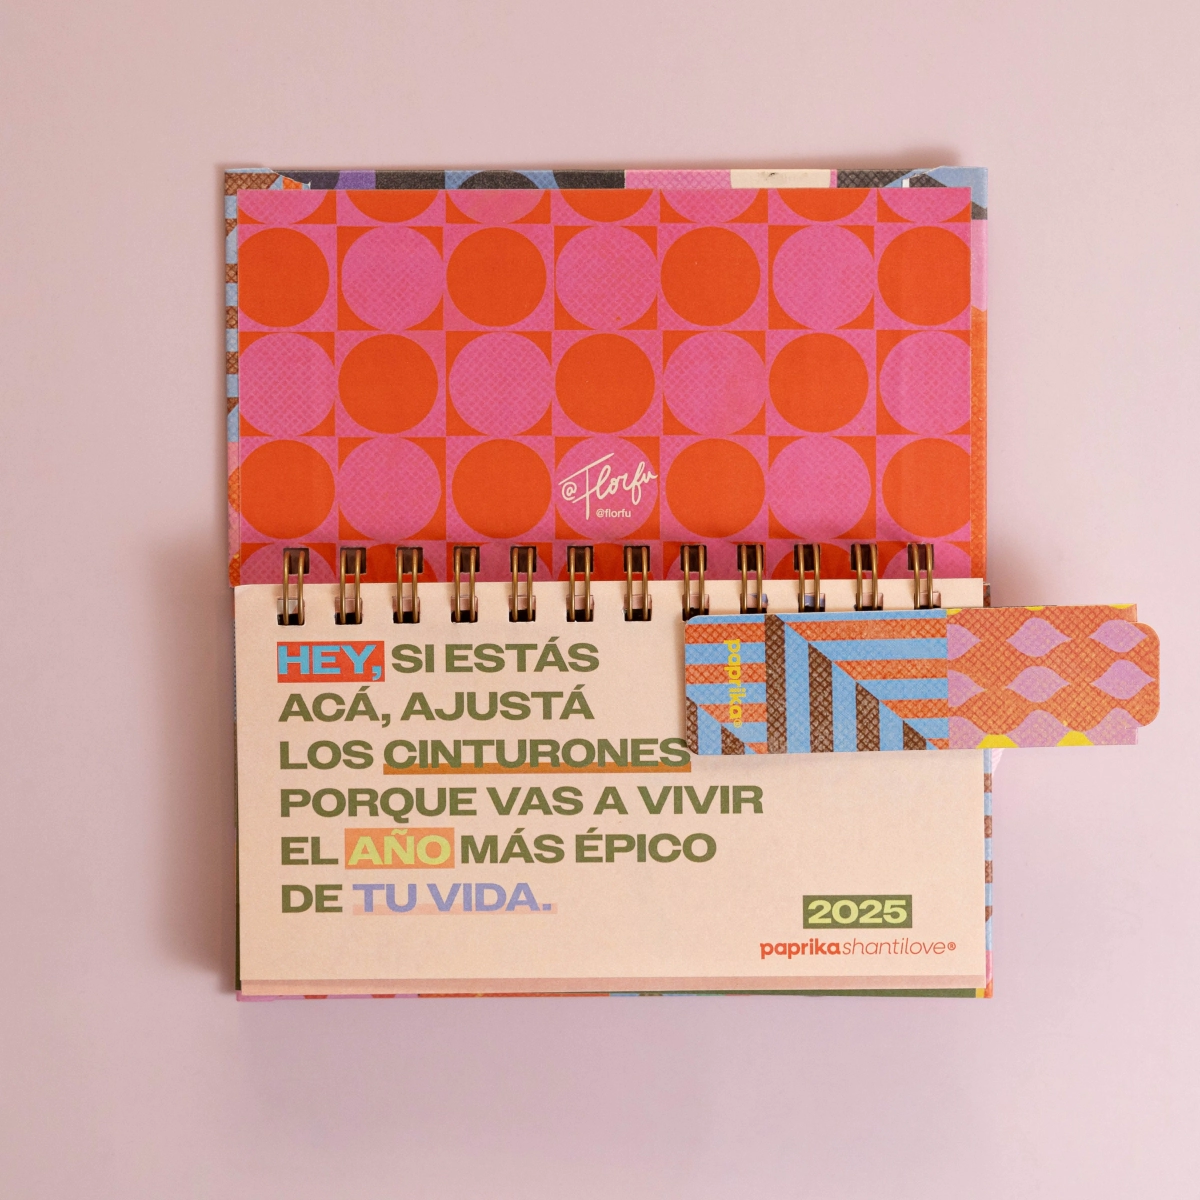 @Florfu
@florfu
HEY, SI ESTÁS
ACÁ, AJUSTÁ
LOS CINTURONES
PORQUE VAS A VIVIR
EL AÑO MÁS ÉPICO
DE TU VIDA.
paprika®
2025
paprikashantilove®